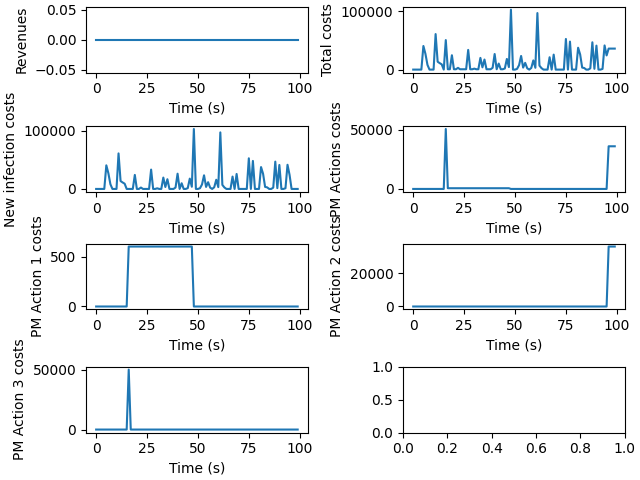 Revenues
0.05
0.00
−0.05
0 25 50 75 100
Time (s)
Total costs
100000
0
0 25 50 75 100
Time (s)
New infection costs
100000
0
0 25 50 75 100
Time (s)
PM Actions costs
50000
0
0 25 50 75 100
Time (s)
PM Action 1 costs
500
0
0 25 50 75 100
Time (s)
PM Action 2 costs
20000
0
0 25 50 75 100
Time (s)
PM Action 3 costs
50000
0
0 25 50 75 100
Time (s)
1.0
0.5
0.0
0.0 0.2 0.4 0.6 0.8 1.0